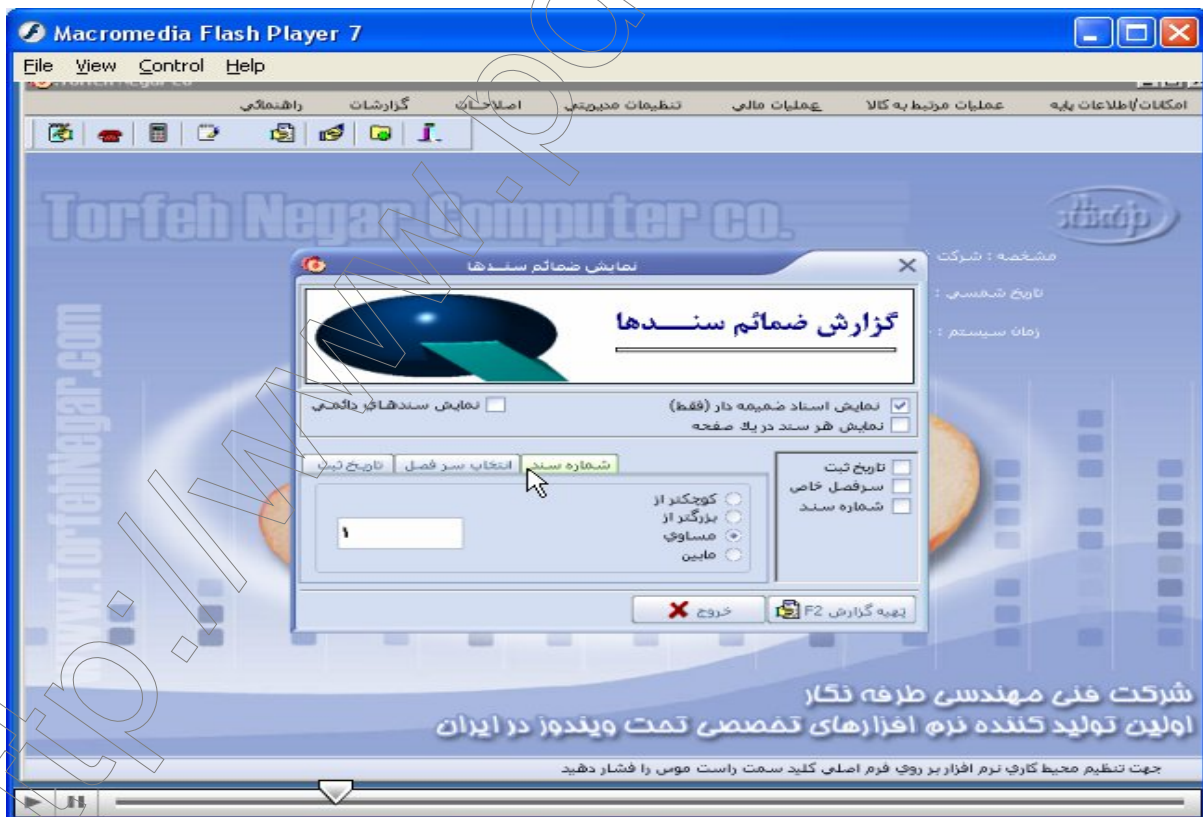 Macromedia Flash Player 7
File View Control Help
امکانات/اطلاعات پایه عملیات مرتبط به کالا عملیات مالی تنظیمات مدیریتی اصلاحات گزارشات راهنمائی
Torfeh Negar Computer co.
www.TorfehNegar.com
مشخصه : شرکت
تاریخ شمسی :
زمان سیستم :
نمایش ضمائم سندها
گزارش ضمائم سندها
نمایش اسناد ضمیمه دار (فقط) نمایش سندهای دائمی
نمایش هر سند در یك صفحه
شماره سند انتخاب سر فصل تاریخ ثبت
تاریخ ثبت
سرفصل خاص
شماره سند
کوچکتر از
بزرگتر از
مساوی
مابین
۱
تهیه گزارش F2 خروج
شرکت فنی مهندسی طرفه نگار
اولین تولید کننده نرم افزارهای تخصصی تحت ویندوز در ایران
جهت تنظیم محیط کاری نرم افزار بر روی فرم اصلی کلید سمت راست موس را فشار دهید